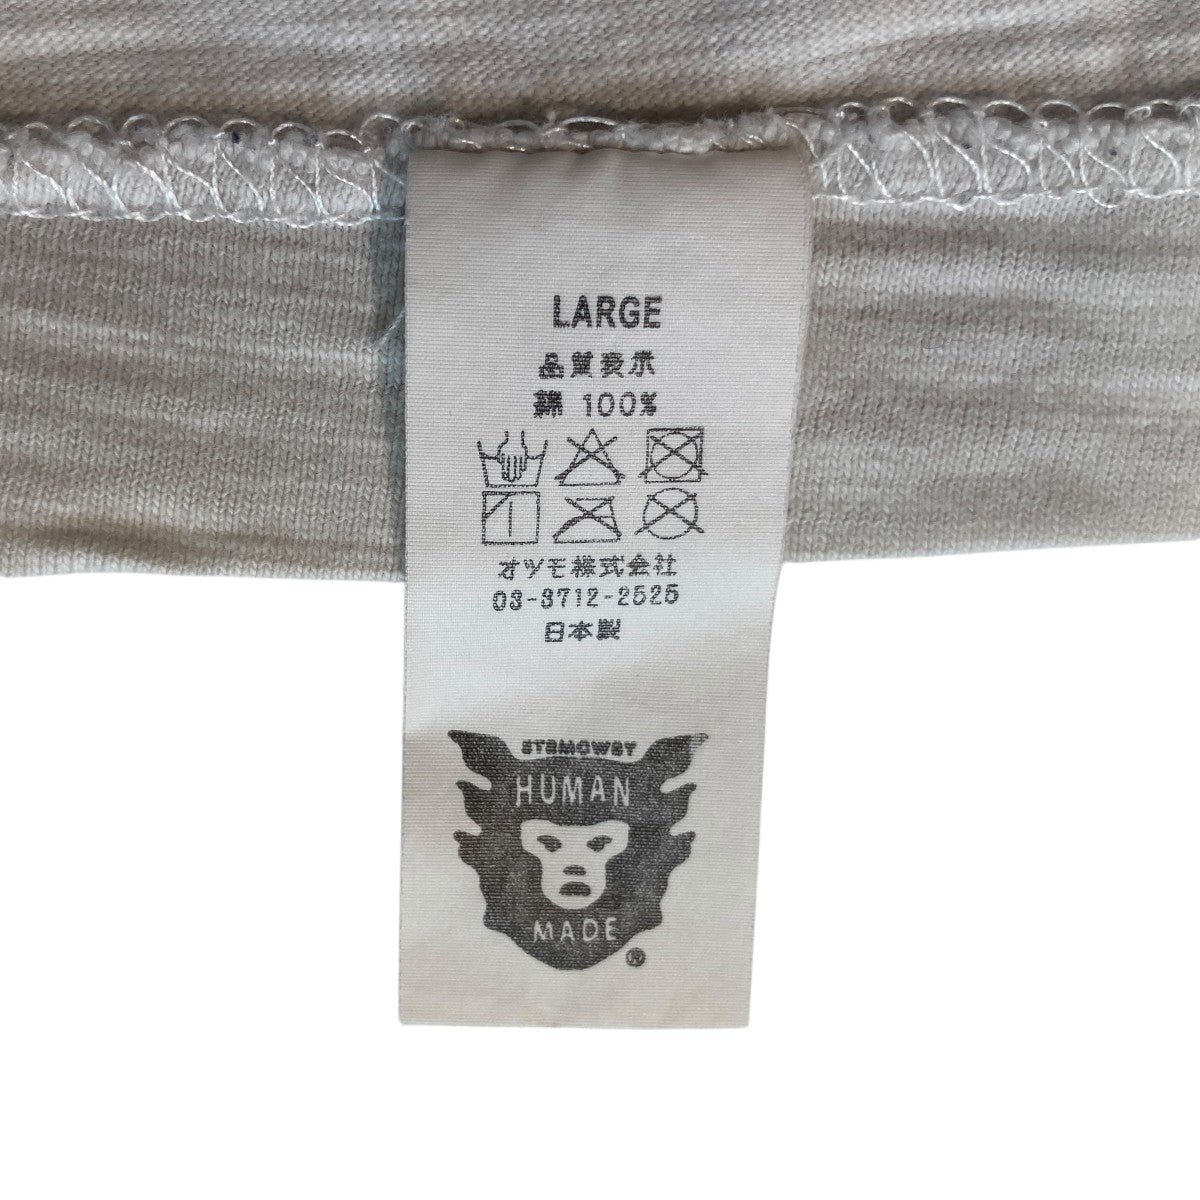 LARGE
品質表示
綿 100%
オツモ株式会社
03-3712-2525
日本製
STRMCWBY
HUMAN
MADE
®